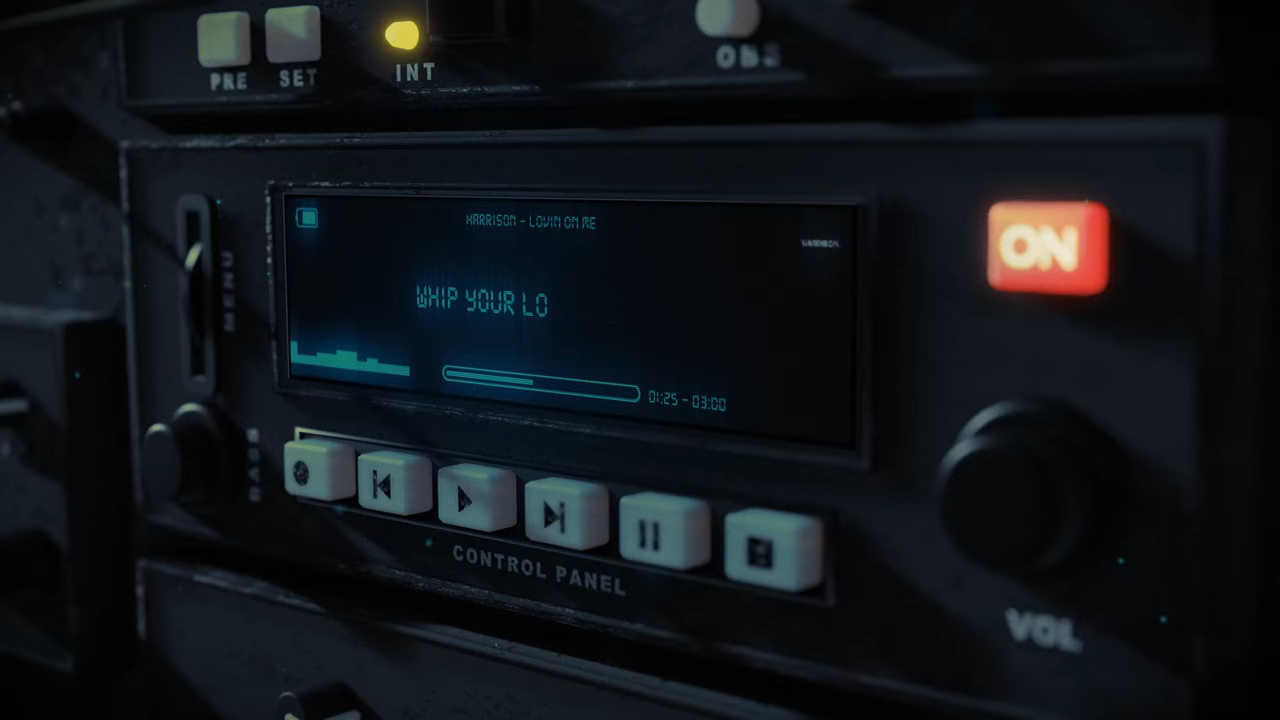 PRE SET INT OBS
HARRISON - LOVIN ON ME
HARRISON
ON
MENU
WHIP YOUR LO
01:25 - 03:00
BASS
CONTROL PANEL
VOL